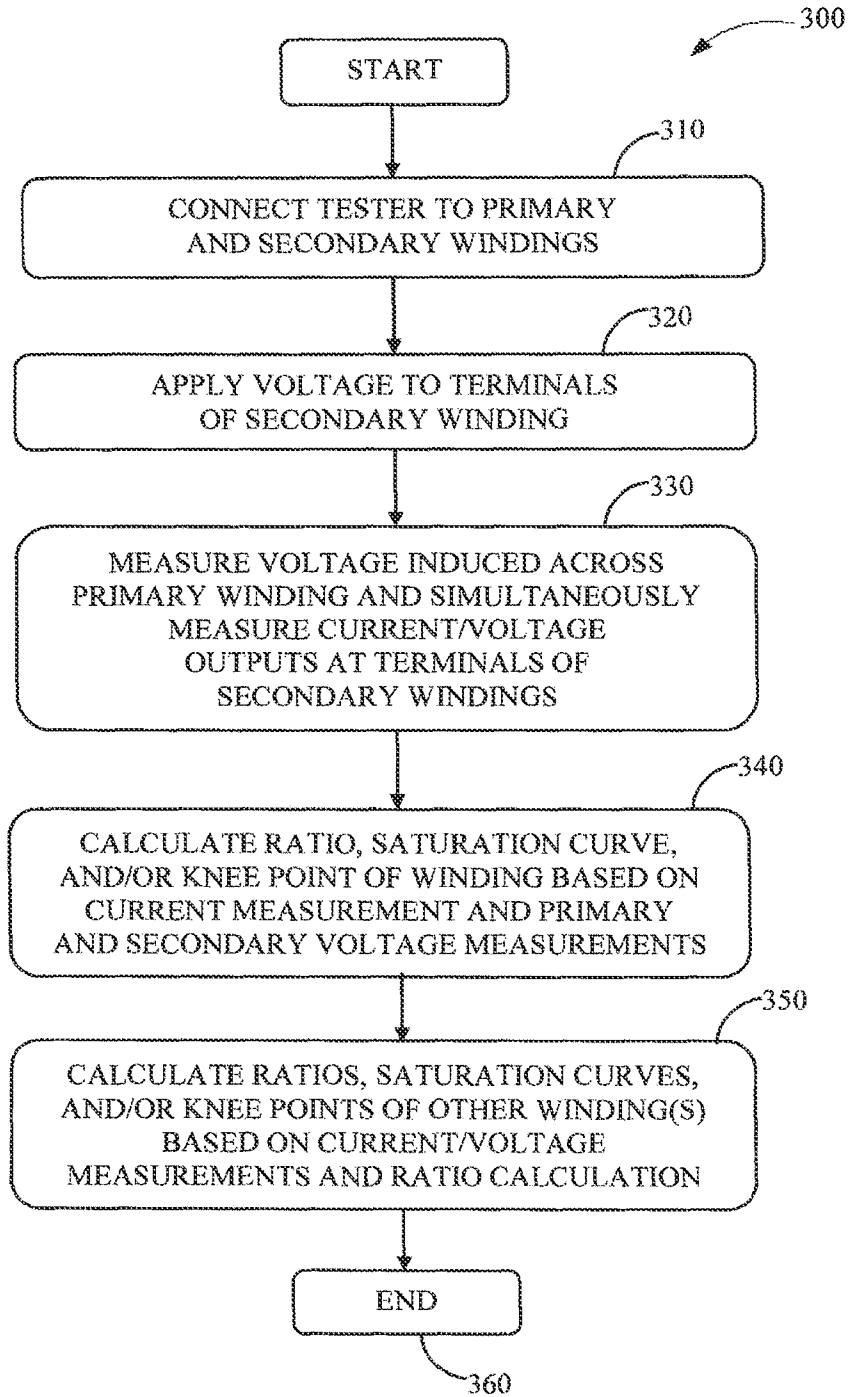 300
START
310
CONNECT TESTER TO PRIMARY
AND SECONDARY WINDINGS
320
APPLY VOLTAGE TO TERMINALS
OF SECONDARY WINDING
330
MEASURE VOLTAGE INDUCED ACROSS
PRIMARY WINDING AND SIMULTANEOUSLY
MEASURE CURRENT/VOLTAGE
OUTPUTS AT TERMINALS OF
SECONDARY WINDINGS
340
CALCULATE RATIO, SATURATION CURVE,
AND/OR KNEE POINT OF WINDING BASED ON
CURRENT MEASUREMENT AND PRIMARY
AND SECONDARY VOLTAGE MEASUREMENTS
350
CALCULATE RATIOS, SATURATION CURVES,
AND/OR KNEE POINTS OF OTHER WINDING(S)
BASED ON CURRENT/VOLTAGE
MEASUREMENTS AND RATIO CALCULATION
END
360